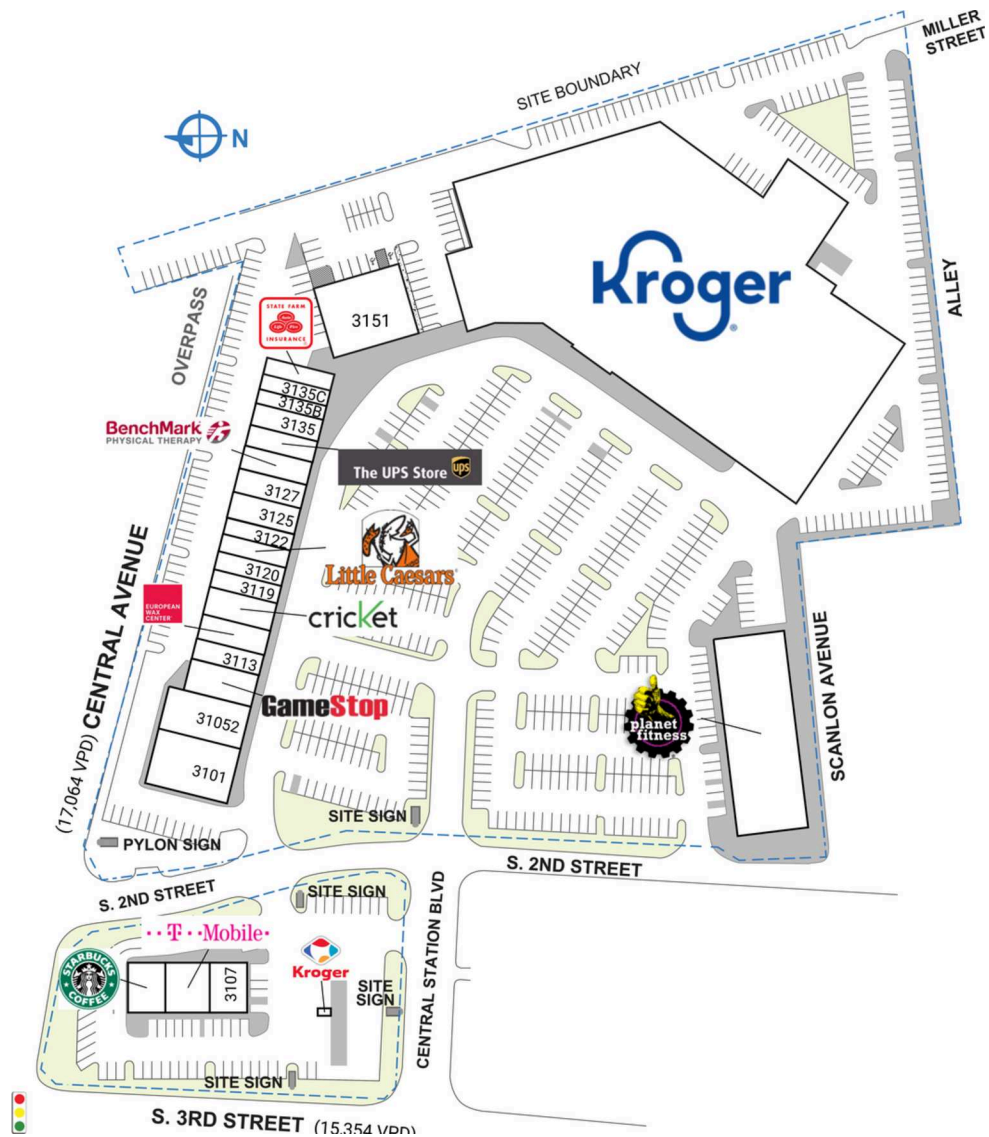 MILLER
STREET
SITE BOUNDARY
N
kroger
ALLEY
OVERPASS
STATE FARM
INSURANCE
3151
3135C
3135B
3135
BenchMark
PHYSICAL THERAPY
The UPS Store
ups
3127
3125
3122
Little Caesars
3120
3119
cricket
EUROPEAN
WAX
CENTER
3113
GameStop
31052
3101
(17,064 VPD) CENTRAL AVENUE
planet
fitness
SCANLON AVENUE
SITE SIGN
PYLON SIGN
S. 2ND STREET
S. 2ND STREET
SITE SIGN
CENTRAL STATION BLVD
T Mobile
STARBUCKS
COFFEE
3107
Kroger
SITE
SIGN
SITE SIGN
S. 3RD STREET (15,354 VPD)